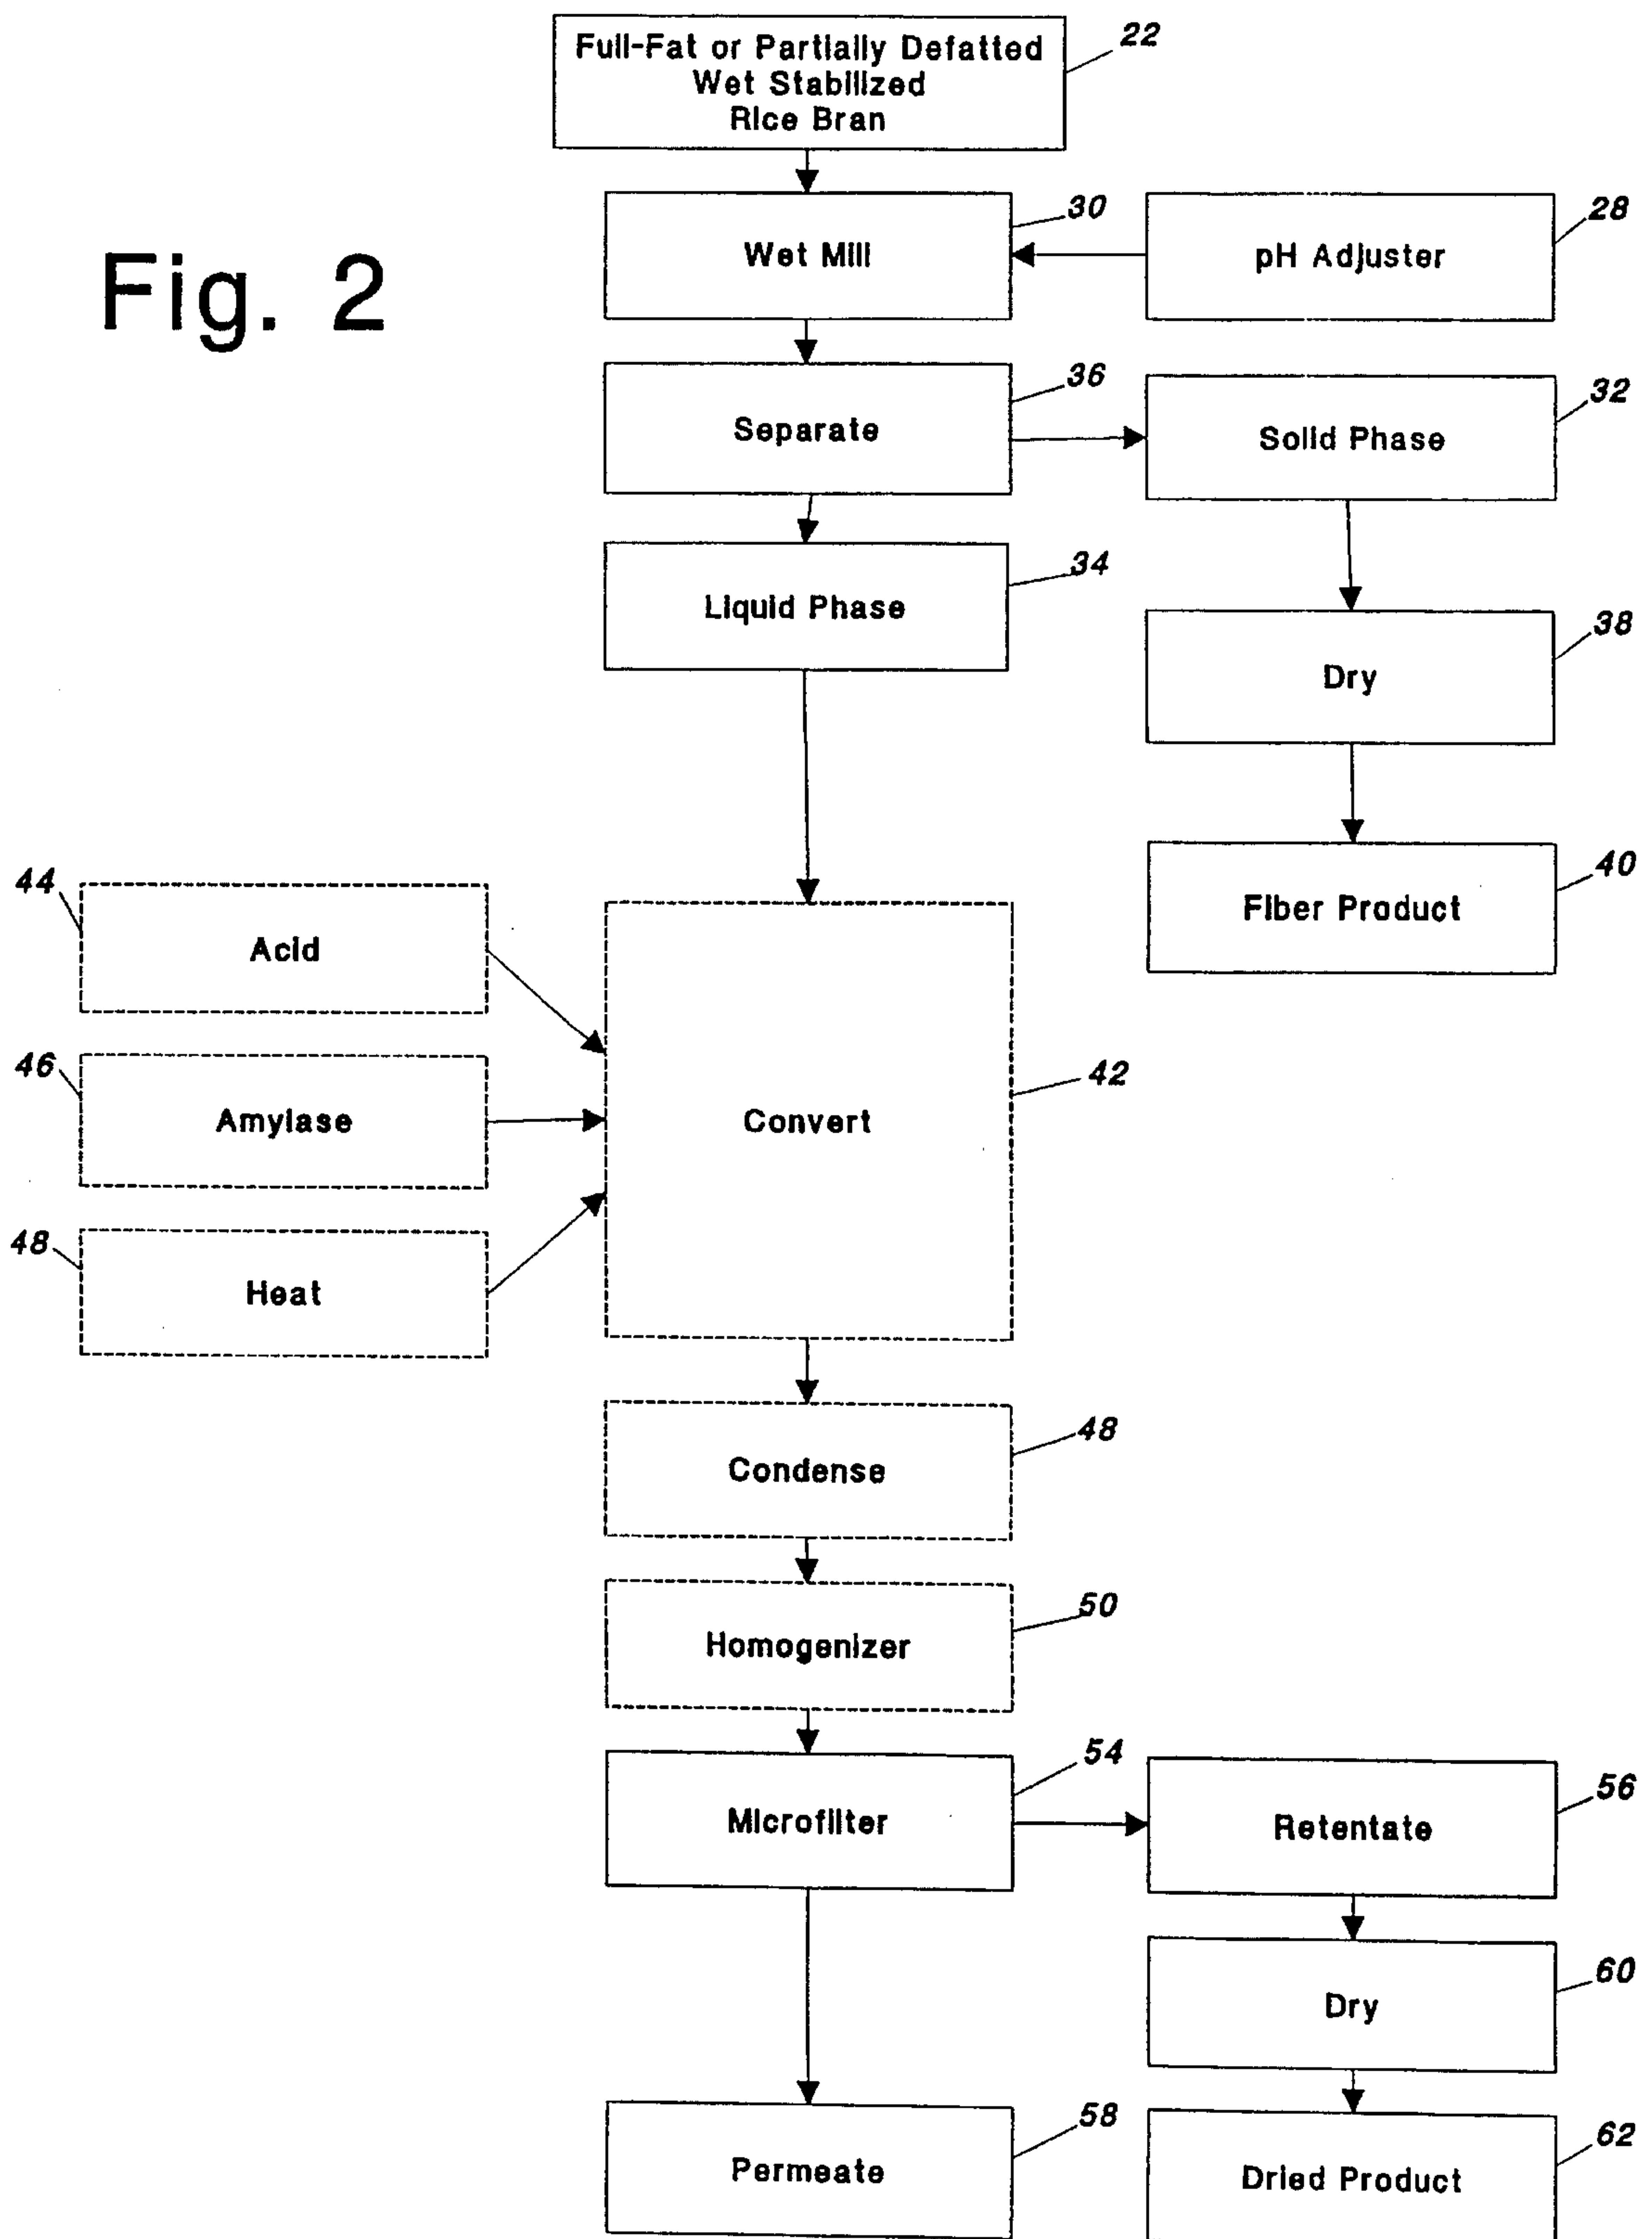 Fig. 2
Full-Fat or Partially Defatted
Wet Stabilized
Rice Bran
22
Wet Mill
30
pH Adjuster
28
Separate
36
Solid Phase
32
Liquid Phase
34
Dry
38
Fiber Product
40
44
Acid
46
Amylase
48
Heat
Convert
42
Condense
48
Homogenizer
50
Microfilter
54
Retentate
56
Dry
60
Permeate
58
Dried Product
62